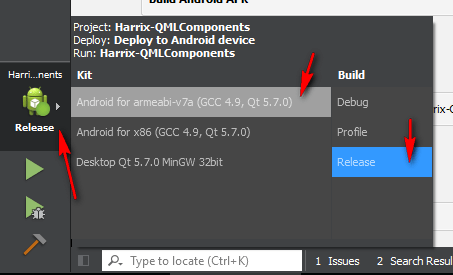 Build Android APK
Project: Harrix-QMLComponents
Deploy: Deploy to Android device
Run: Harrix-QMLComponents
Harri...nents
Kit
Build
Android for armeabi-v7a (GCC 4.9, Qt 5.7.0)
Debug
Harrix-Q
Release
Android for x86 (GCC 4.9, Qt 5.7.0)
Profile
Desktop Qt 5.7.0 MinGW 32bit
Release
Type to locate (Ctrl+K)
1 Issues
2 Search Resul